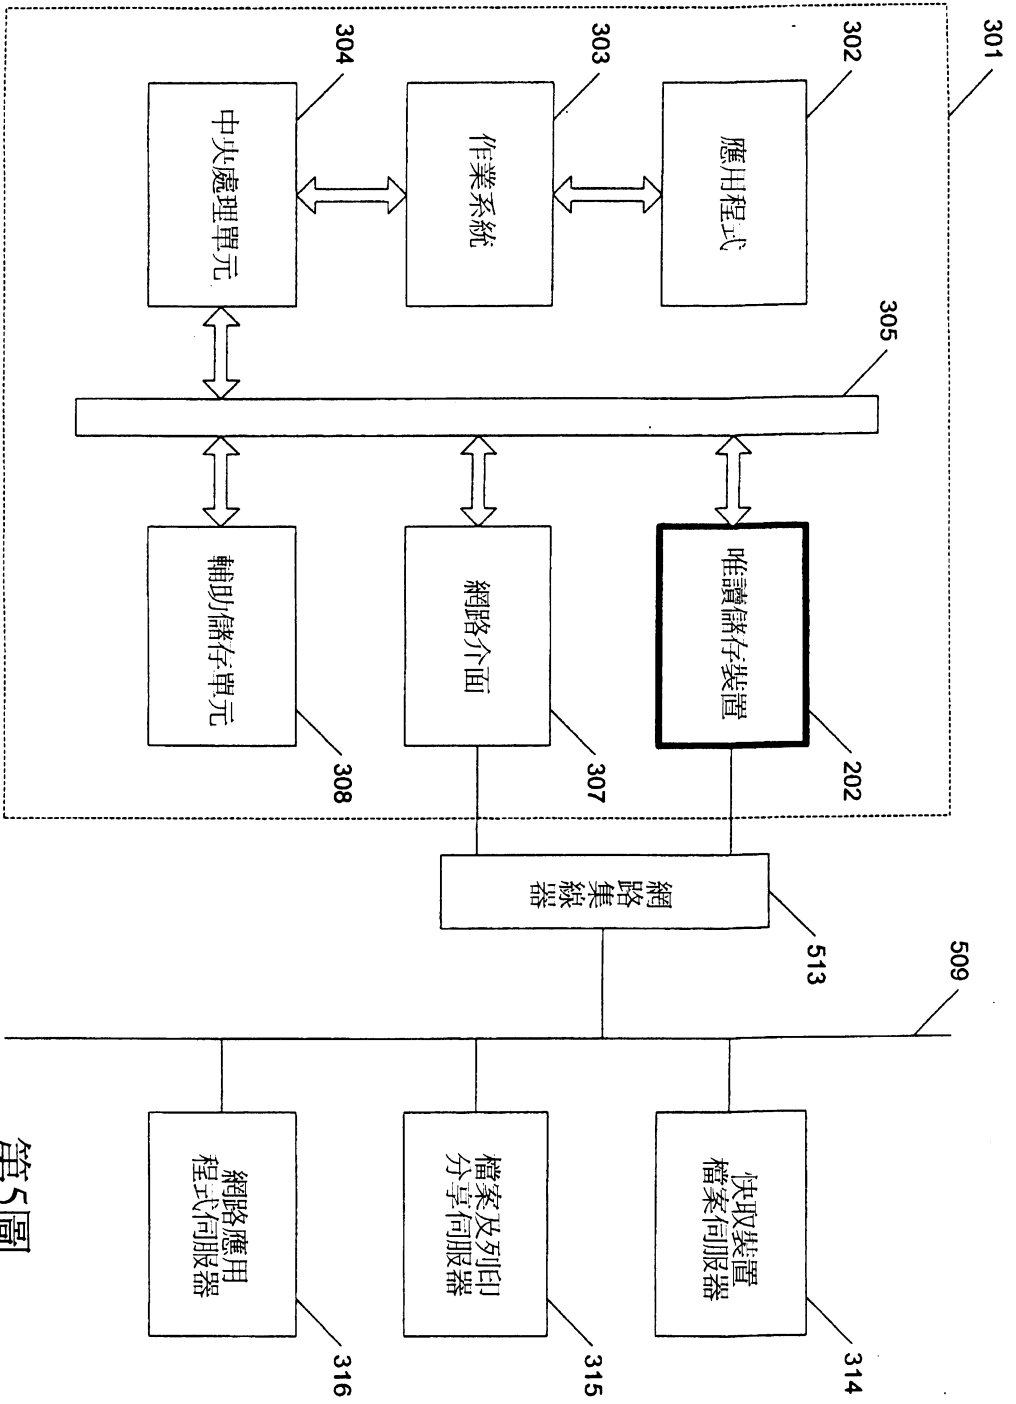 301
509
302
305
202
314
513
應用程式
唯讀儲存裝置
快取裝置
檔案伺服器
網路集線器
303
307
315
作業系統
網路介面
檔案及列印
分享伺服器
304
308
316
中央處理單元
輔助儲存單元
網路應用
程式伺服器
第5圖